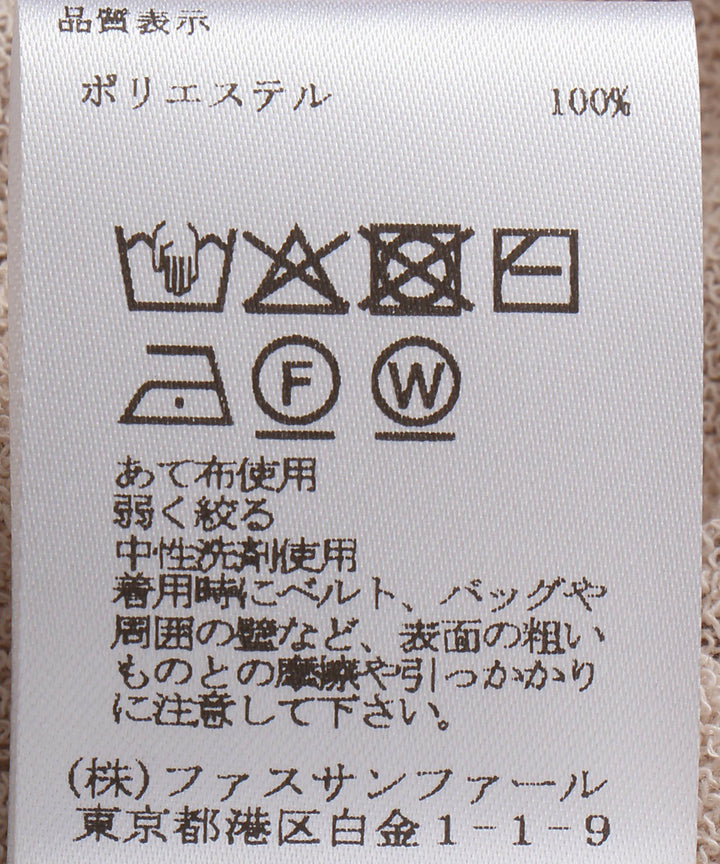 品質表示
ポリエステル 100%
F W
あて布使用
弱く絞る
中性洗剤使用
着用時にベルト、バッグや
周囲の壁など、表面の粗い
ものとの摩擦や引っかかり
に注意して下さい。
(株)ファスサンファール
東京都港区白金1-1-9